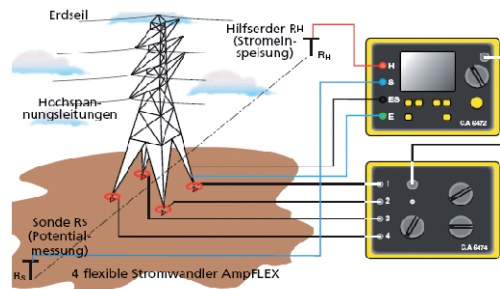 Erdseil
Hilfserder RH
(Stromein-
speisung)
RH
Hochspan-
nungsleitungen
H
S
ES
E
C.A 6472
1
2
3
4
C.A 6474
Sonde RS
(Potential-
messung)
RS
4 flexible Stromwandler AmpFLEX